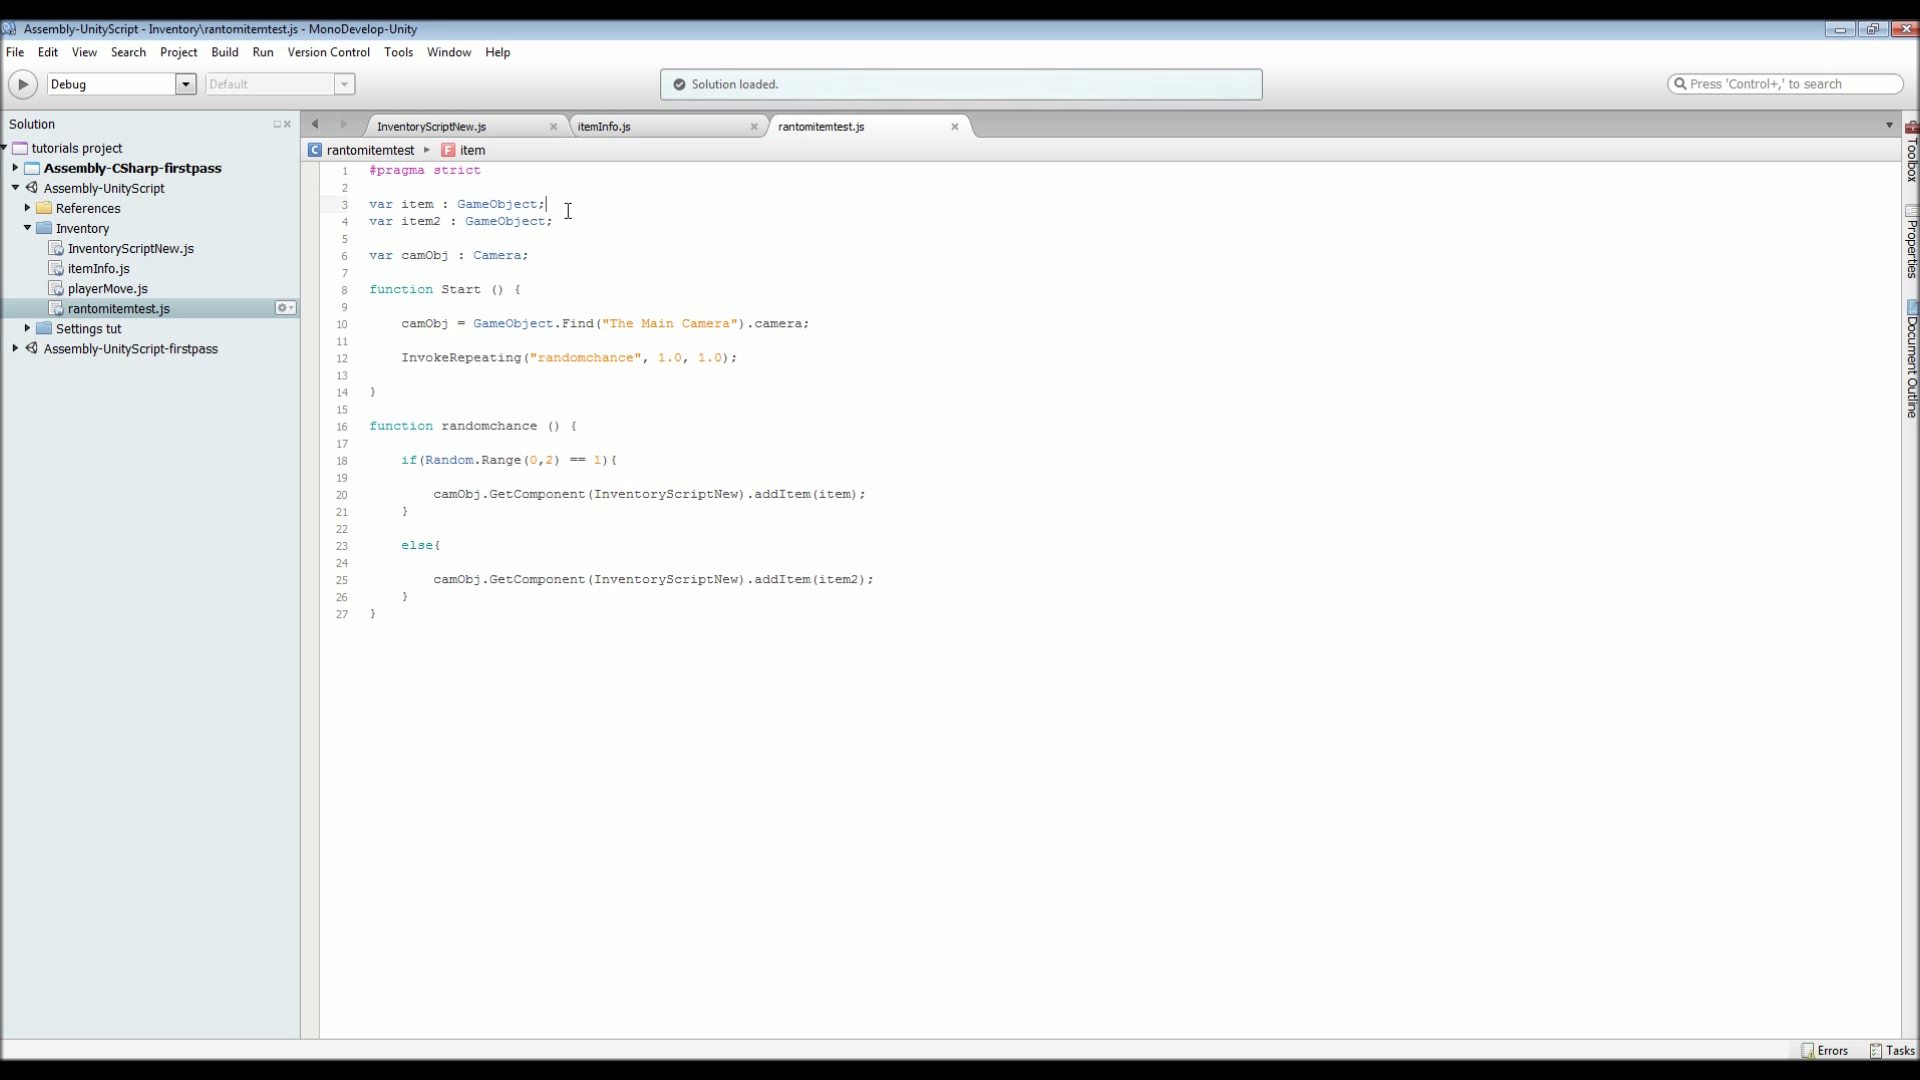 Assembly-UnityScript - Inventory\rantomitemtest.js - MonoDevelop-Unity
File Edit View Search Project Build Run Version Control Tools Window Help
Debug Default Solution loaded. Press 'Control+,' to search
Solution
tutorials project
Assembly-CSharp-firstpass
Assembly-UnityScript
References
Inventory
InventoryScriptNew.js
itemInfo.js
playerMove.js
rantomitemtest.js
Settings tut
Assembly-UnityScript-firstpass
InventoryScriptNew.js itemInfo.js rantomitemtest.js
rantomitemtest item
1 #pragma strict
2
3 var item : GameObject;
4 var item2 : GameObject;
5
6 var camObj : Camera;
7
8 function Start () {
9
10 camObj = GameObject.Find("The Main Camera").camera;
11
12 InvokeRepeating("randomchance", 1.0, 1.0);
13
14 }
15
16 function randomchance () {
17
18 if(Random.Range(0,2) == 1){
19
20 camObj.GetComponent(InventoryScriptNew).addItem(item);
21 }
22
23 else{
24
25 camObj.GetComponent(InventoryScriptNew).addItem(item2);
26 }
27 }
Toolbox
Properties
Document Outline
Errors Tasks